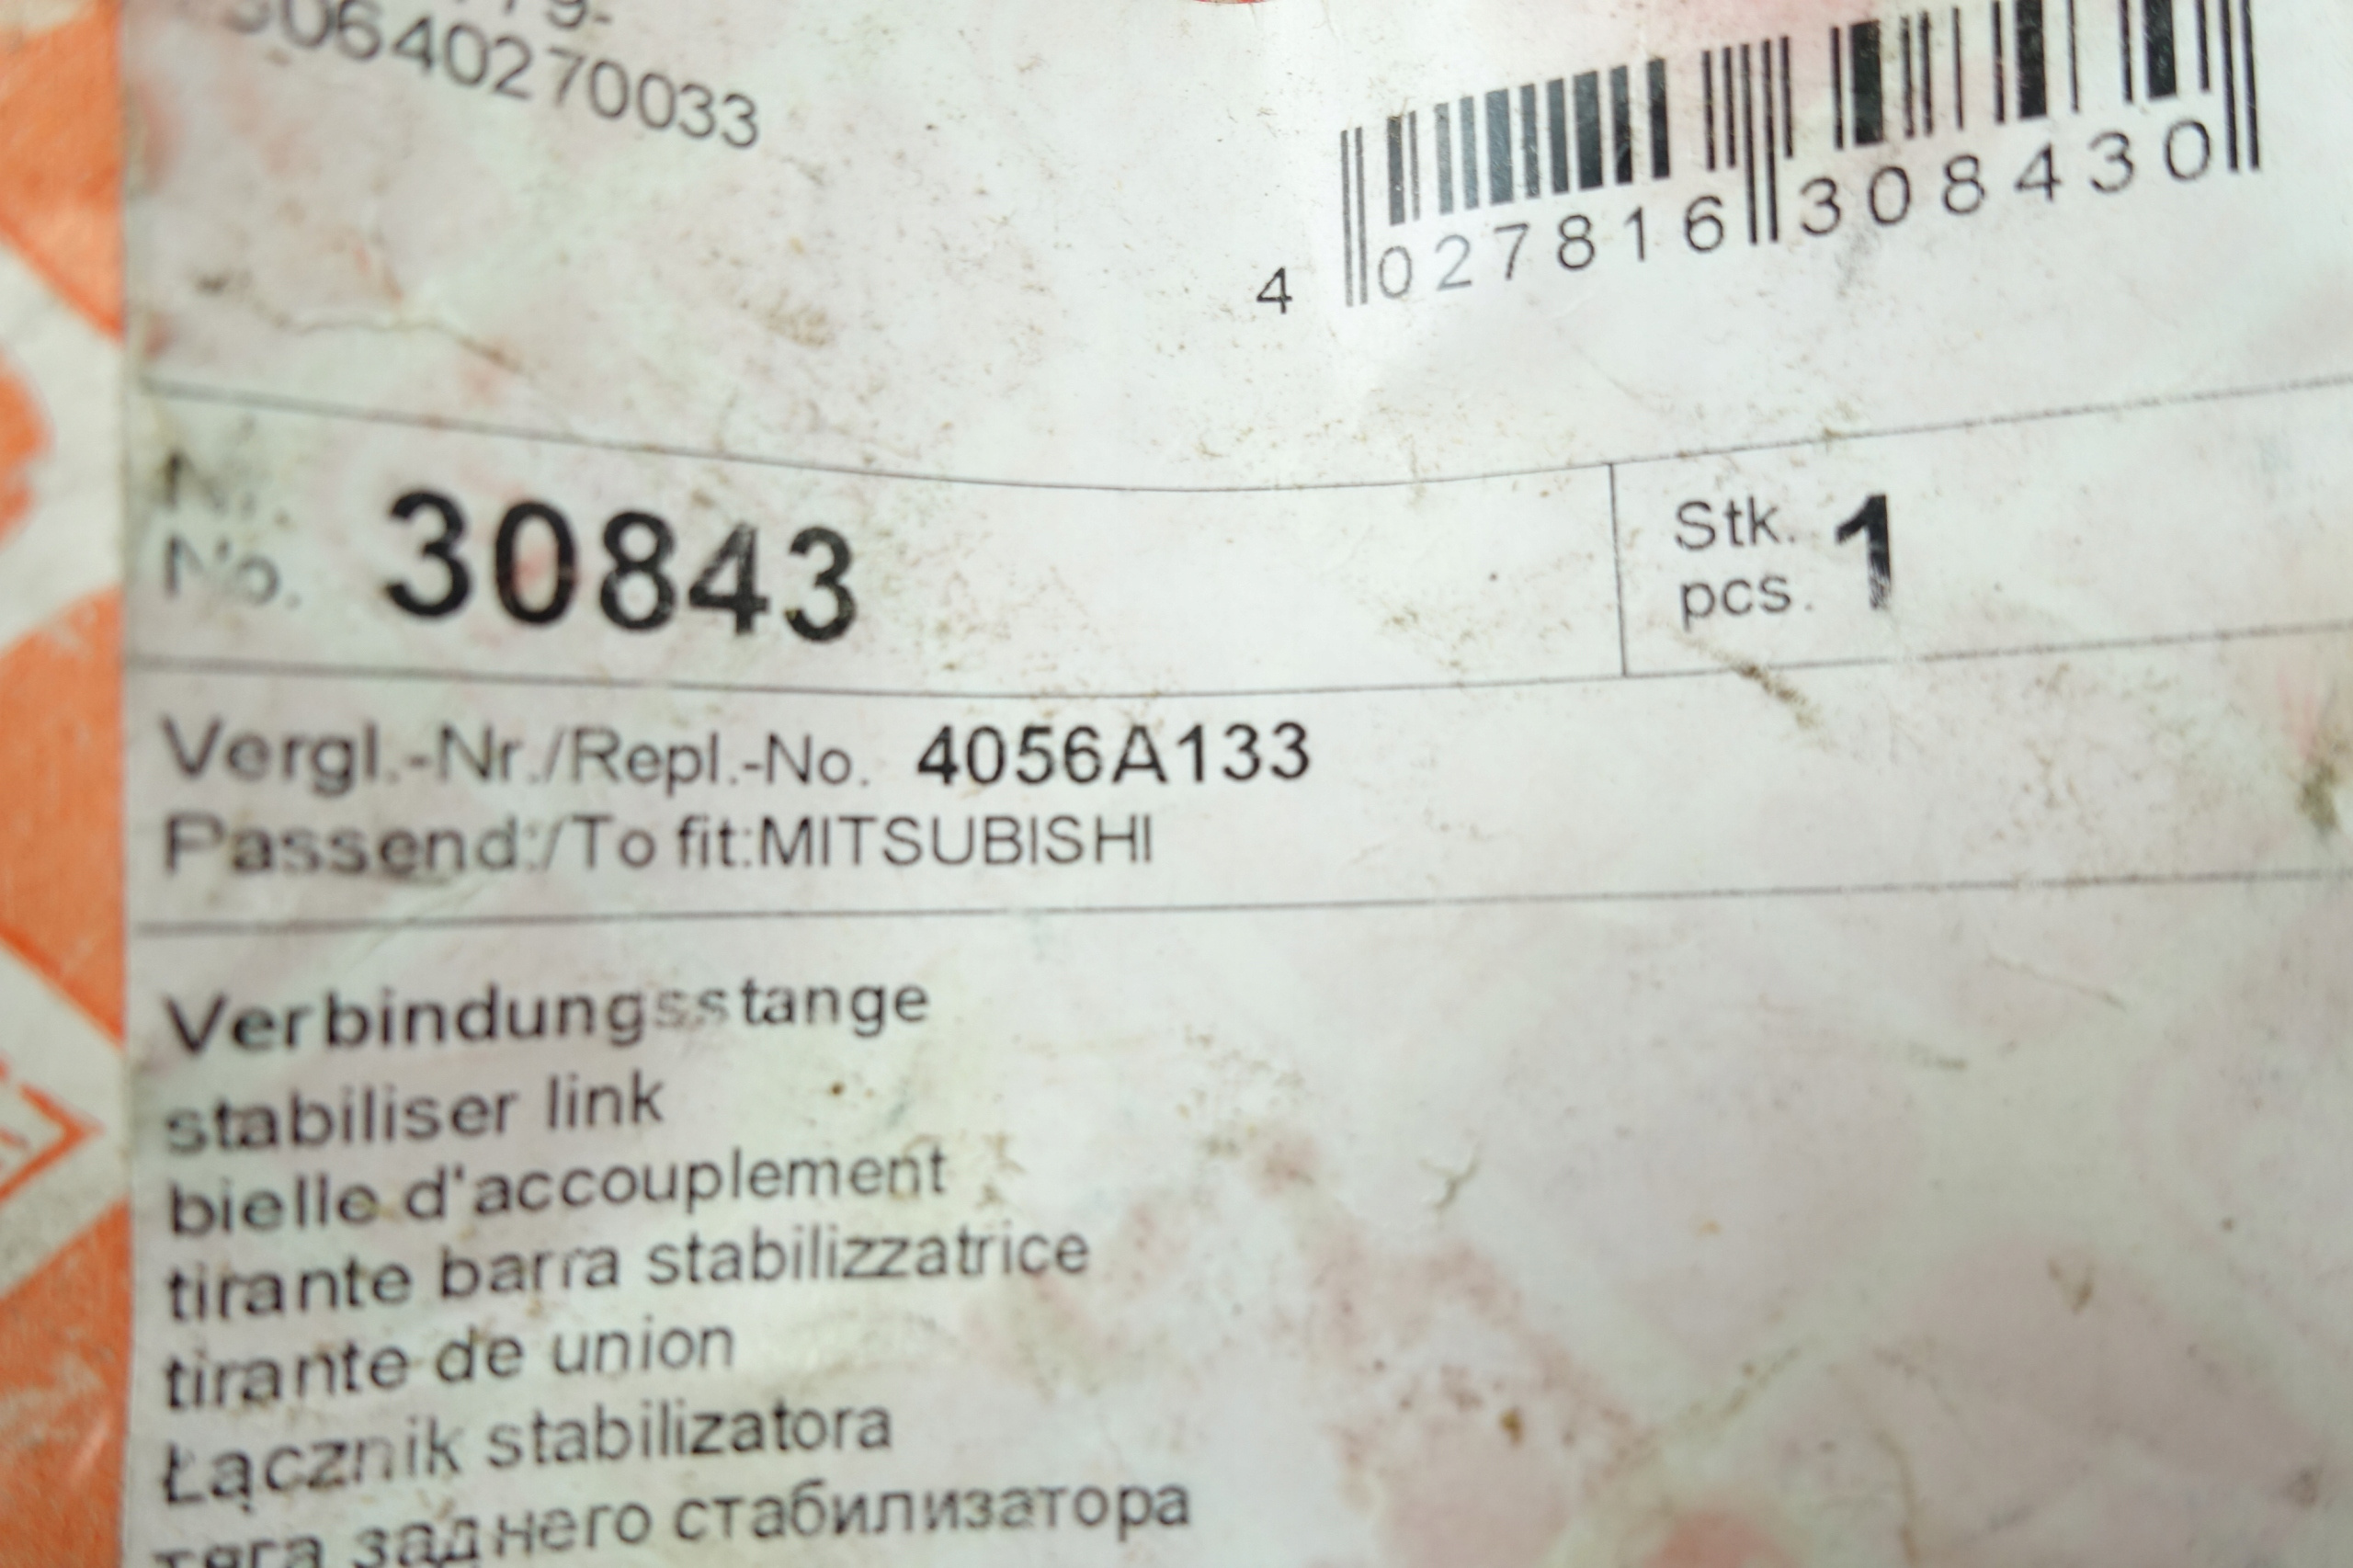 30640270033
4 027816 308430
Nr.
No. 30843
Stk.
pcs. 1
Vergl.-Nr./Repl.-No. 4056A133
Passend:/To fit:MITSUBISHI
Verbindungsstange
stabiliser link
bielle d'accouplement
tirante barra stabilizzatrice
tirante de union
Łącznik stabilizatora
тяга заднего стабилизатора